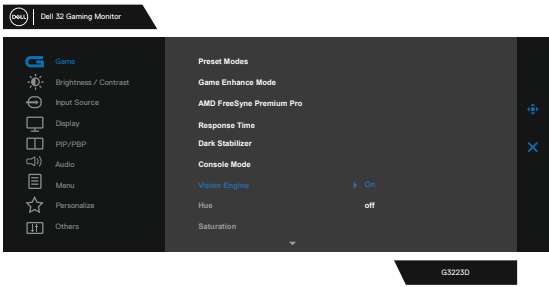 DELL
Dell 32 Gaming Monitor
Game
Brightness / Contrast
Input Source
Display
PIP/PBP
Audio
Menu
Personalize
Others
Preset Modes
Game Enhance Mode
AMD FreeSync Premium Pro
Response Time
Dark Stabilizer
Console Mode
Vision Engine On
Hue off
Saturation
G3223D